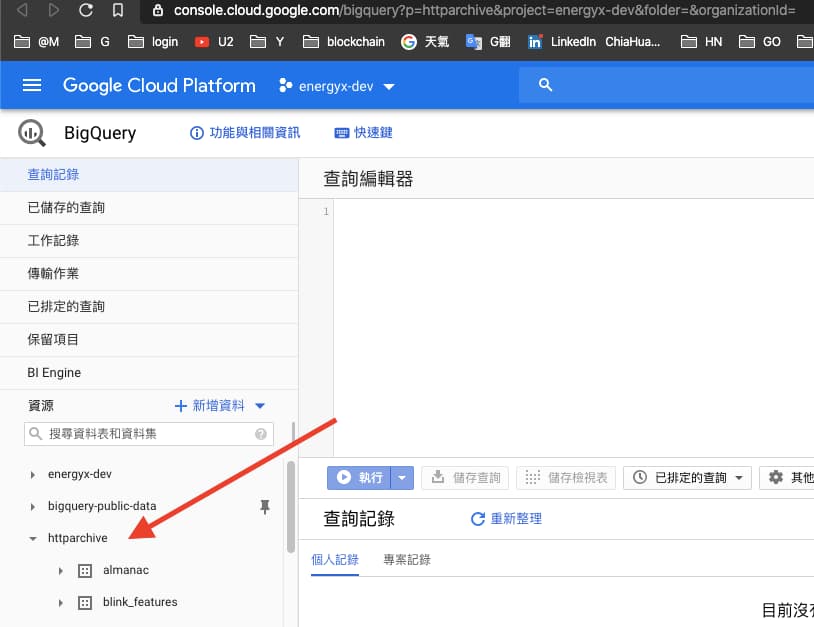 console.cloud.google.com/bigquery?p=httparchive&project=energyx-dev&folder=&organizationId=
@M G login U2 Y blockchain 天氣 G翻 LinkedIn ChiaHua... HN GO
Google Cloud Platform energyx-dev
BigQuery 功能與相關資訊 快速鍵
查詢記錄
已儲存的查詢
工作記錄
傳輸作業
已排定的查詢
保留項目
BI Engine
資源 新增資料
搜尋資料表和資料集
energyx-dev
bigquery-public-data
httparchive
almanac
blink_features
查詢編輯器
1
執行 儲存查詢 儲存檢視表 已排定的查詢 其他
查詢記錄 重新整理
個人記錄 專案記錄
目前沒有